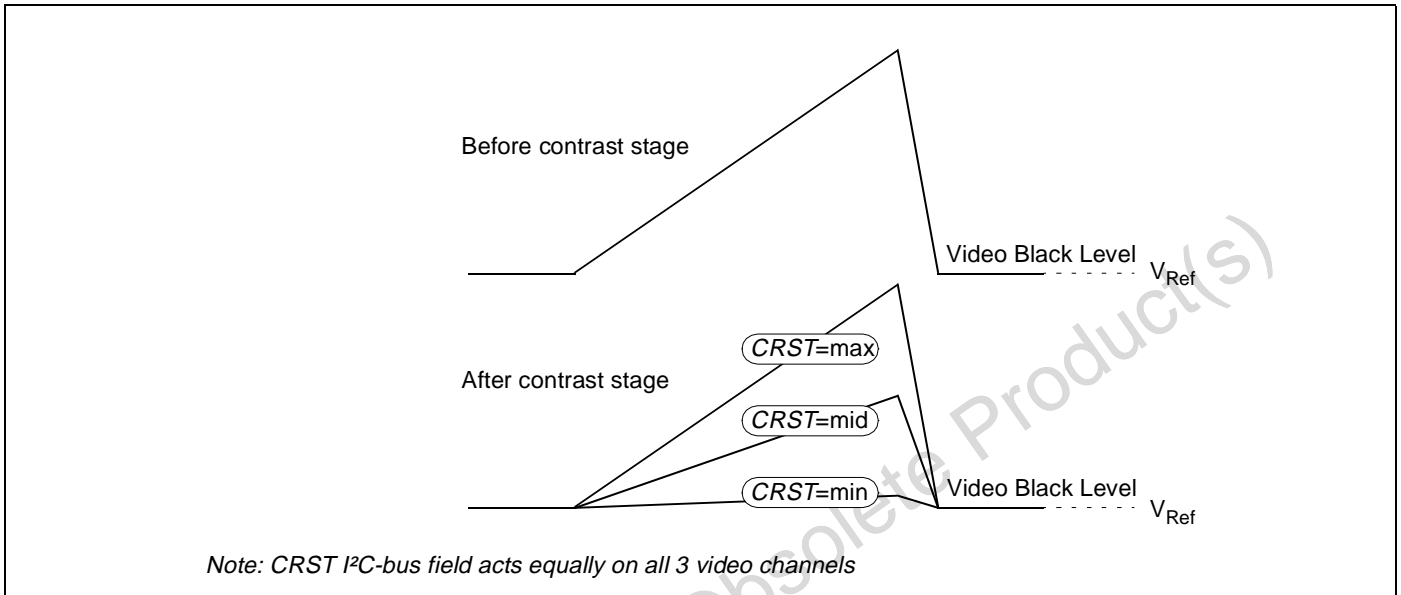 Before contrast stage
Video Black Level
V_Ref
CRST=max
After contrast stage
CRST=mid
CRST=min
Video Black Level
V_Ref
Note: CRST I²C-bus field acts equally on all 3 video channels
Obsolete Product(s)